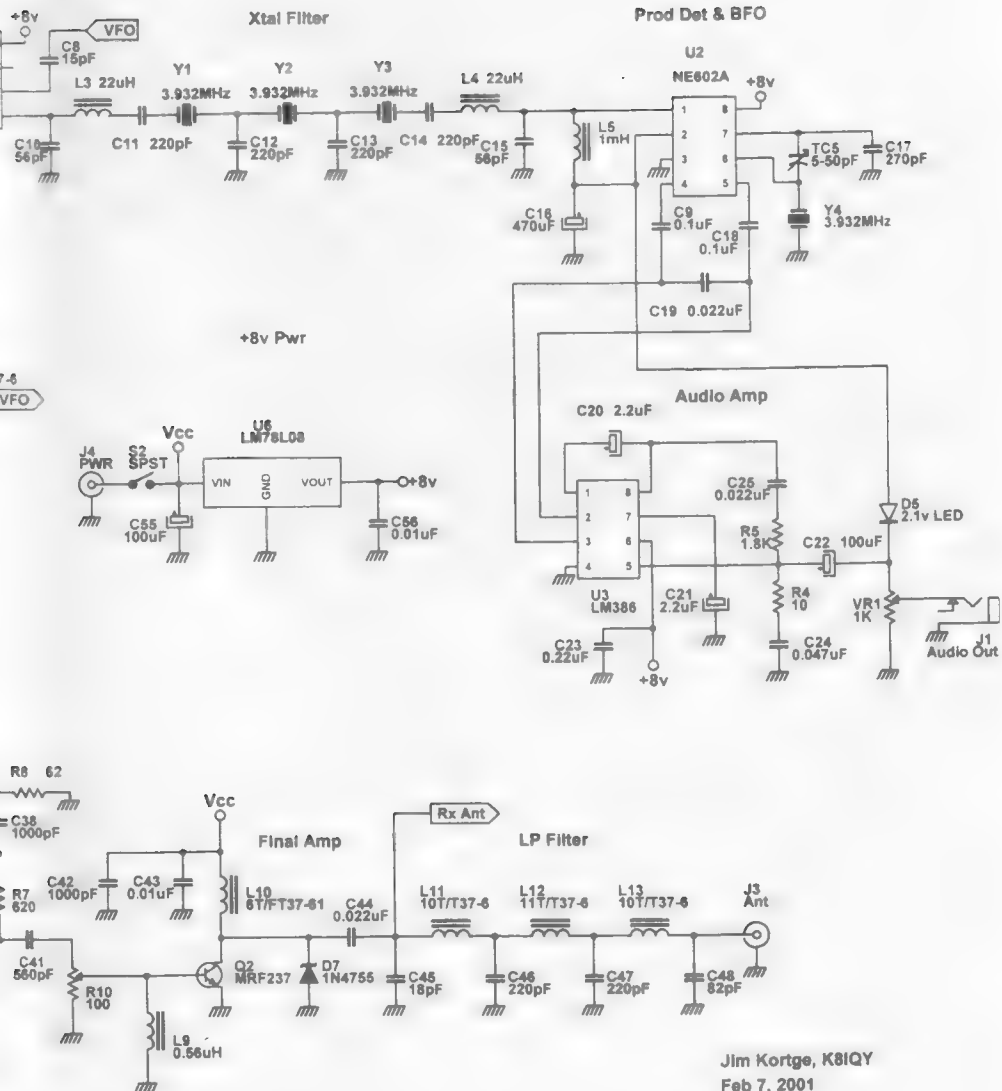 Xtal Filter
Prod Det & BFO
+8v
VFO
C8
15pF
U2
NE602A
+8v
Y1
3.932MHz
Y2
3.932MHz
Y3
3.932MHz
L3 22uH
L4 22uH
1
2
3
4
8
7
6
5
C10
56pF
C11 220pF
C12
220pF
C13
220pF
C14 220pF
C15
56pF
L5
1mH
TC5
5-50pF
C17
270pF
C16
470uF
C9
0.1uF
C18
0.1uF
Y4
3.932MHz
C19 0.022uF
+8v Pwr
7-6
VFO
Audio Amp
C20 2.2uF
J4
PWR
S2
SPST
Vcc
U6
LM78L08
VIN
GND
VOUT
+8v
C55
100uF
C56
0.01uF
1
2
3
4
8
7
6
5
C25
0.022uF
R5
1.8K
C22 100uF
D5
2.1v LED
U3
LM386
C21
2.2uF
R4
10
VR1
1K
J1
Audio Out
C23
0.22uF
+8v
C24
0.047uF
R8 62
C38
1000pF
Vcc
Rx Ant
Final Amp
LP Filter
R7
620
C42
1000pF
C43
0.01uF
L10
6T/FT37-61
C44
0.022uF
L11
10T/T37-6
L12
11T/T37-6
L13
10T/T37-6
J3
Ant
C41
560pF
R10
100
Q2
MRF237
D7
1N4755
C45
18pF
C46
220pF
C47
220pF
C48
82pF
L9
0.56uH
Jim Kortge, K8IQY
Feb 7, 2001